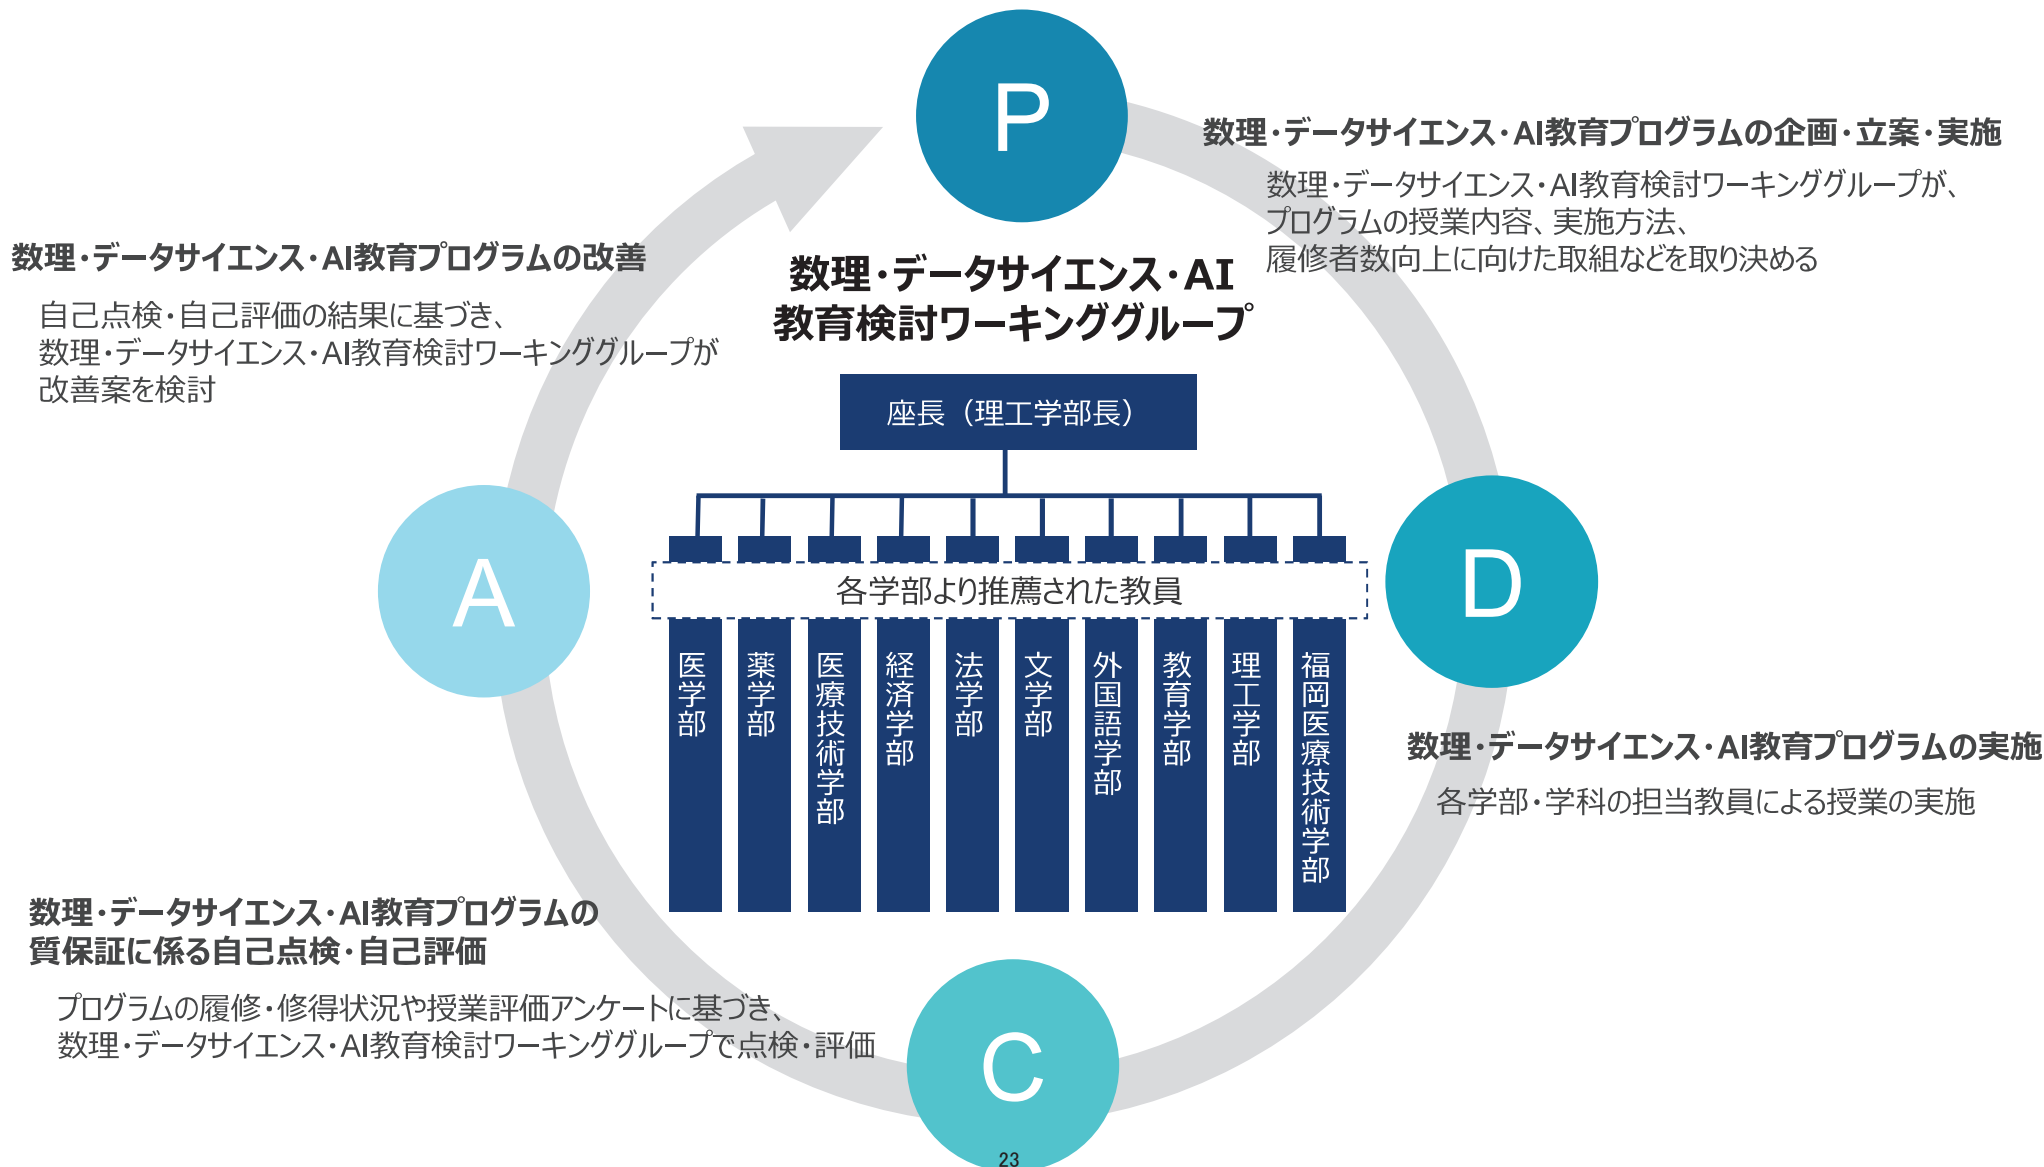 P
数理・データサイエンス・AI教育プログラムの企画・立案・実施
数理・データサイエンス・AI教育検討ワーキンググループが、
プログラムの授業内容、実施方法、
履修者数向上に向けた取組などを取り決める
数理・データサイエンス・AI教育プログラムの改善
自己点検・自己評価の結果に基づき、
数理・データサイエンス・AI教育検討ワーキンググループが
改善案を検討
数理・データサイエンス・AI
教育検討ワーキンググループ
座長（理工学部長）
各学部より推薦された教員
医学部
薬学部
医療技術学部
経済学部
法学部
文学部
外国語学部
教育学部
理工学部
福岡医療技術学部
A
D
数理・データサイエンス・AI教育プログラムの実施
各学部・学科の担当教員による授業の実施
数理・データサイエンス・AI教育プログラムの
質保証に係る自己点検・自己評価
プログラムの履修・修得状況や授業評価アンケートに基づき、
数理・データサイエンス・AI教育検討ワーキンググループで点検・評価
C
23